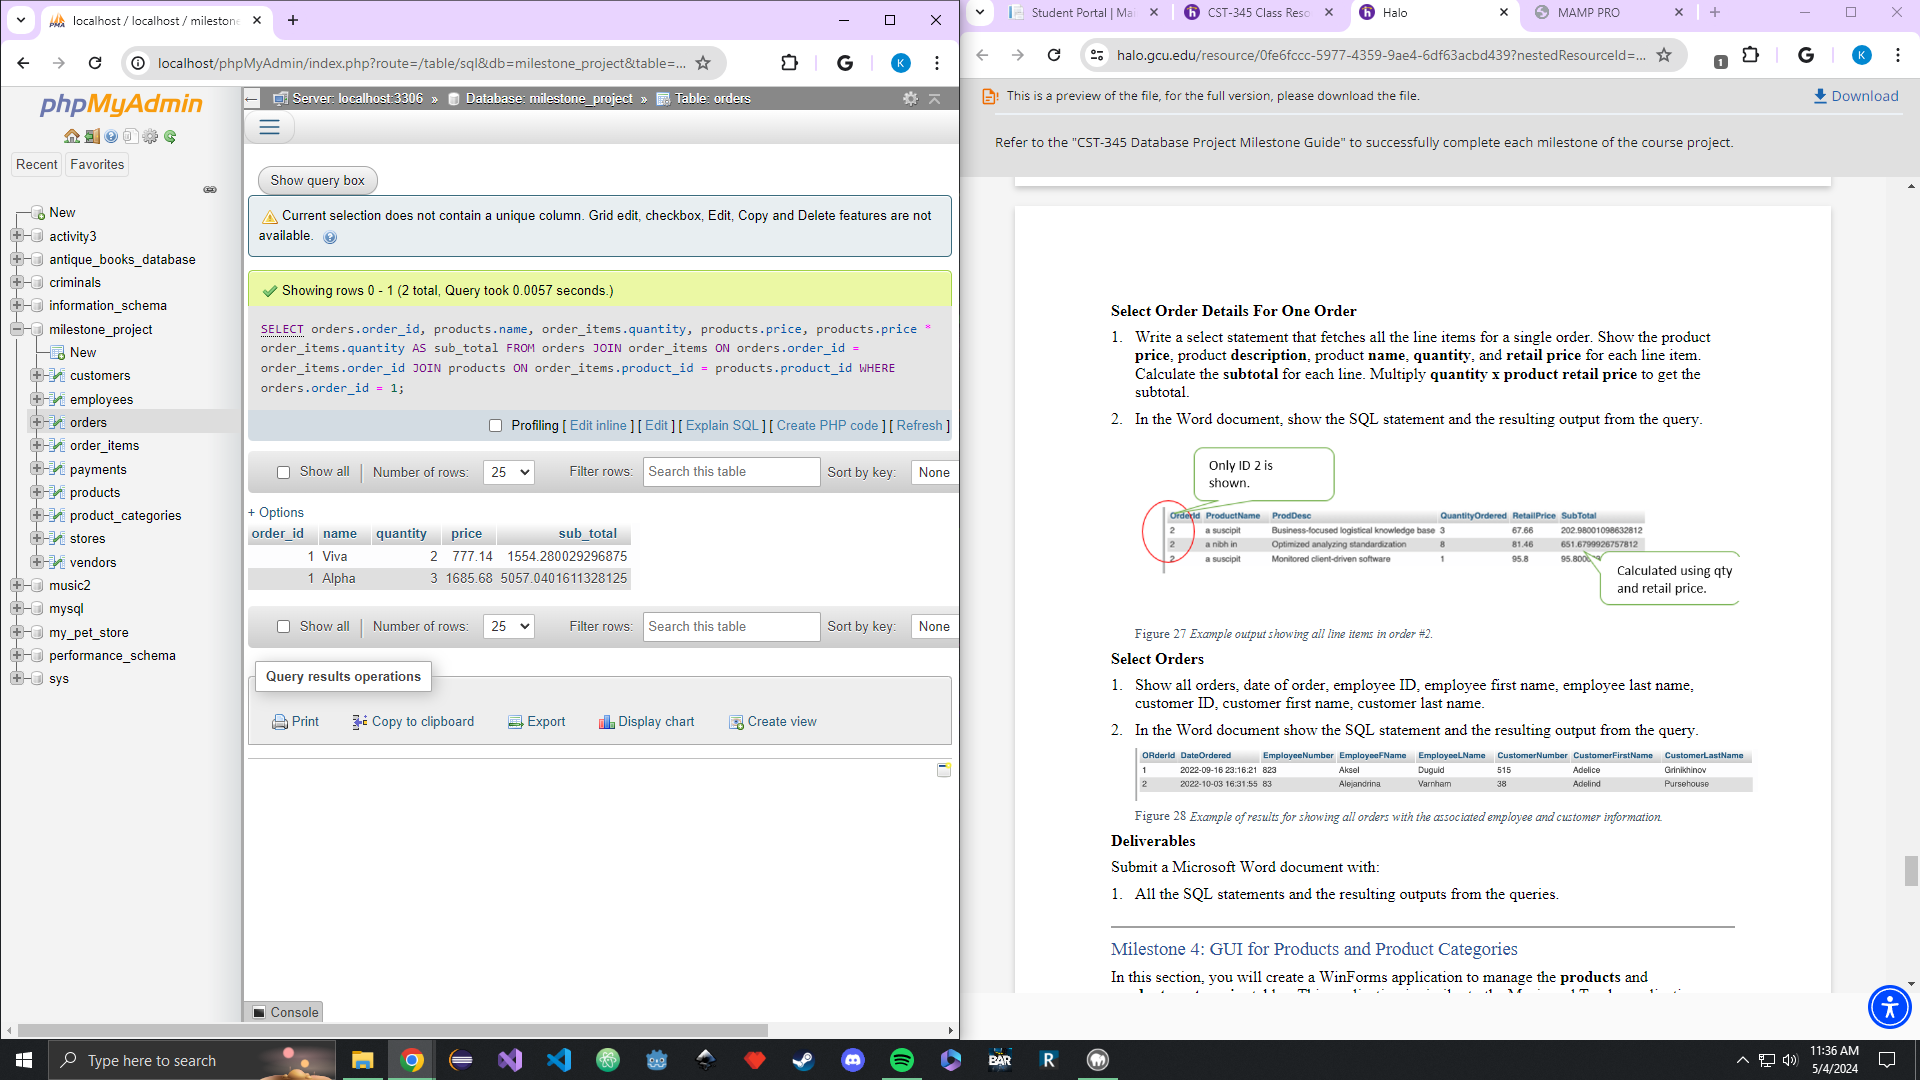 localhost / localhost / milestone
localhost/phpMyAdmin/index.php?route=/table/sql&db=milestone_project&table=...
K
phpMyAdmin
Recent
Favorites
New
activity3
antique_books_database
criminals
information_schema
milestone_project
New
customers
employees
orders
order_items
payments
products
product_categories
stores
vendors
music2
mysql
my_pet_store
performance_schema
sys
Server: localhost:3306 » Database: milestone_project » Table: orders
Show query box
Current selection does not contain a unique column. Grid edit, checkbox, Edit, Copy and Delete features are not
available.
Showing rows 0 - 1 (2 total, Query took 0.0057 seconds.)
SELECT orders.order_id, products.name, order_items.quantity, products.price, products.price *
order_items.quantity AS sub_total FROM orders JOIN order_items ON orders.order_id =
order_items.order_id JOIN products ON order_items.product_id = products.product_id WHERE
orders.order_id = 1;
Profiling [ Edit inline ] [ Edit ] [ Explain SQL ] [ Create PHP code ] [ Refresh ]
Show all Number of rows: 25 Filter rows: Search this table Sort by key: None
+ Options
order_id name quantity price sub_total
1 Viva 2 777.14 1554.280029296875
1 Alpha 3 1685.68 5057.0401611328125
Show all Number of rows: 25 Filter rows: Search this table Sort by key: None
Query results operations
Print Copy to clipboard Export Display chart Create view
Console
Student Portal | Mai
CST-345 Class Reso
Halo
MAMP PRO
halo.gcu.edu/resource/0fe6fccc-5977-4359-9ae4-6df63acbd439?nestedResourceId=...
1
K
This is a preview of the file, for the full version, please download the file.
Download
Refer to the "CST-345 Database Project Milestone Guide" to successfully complete each milestone of the course project.
Select Order Details For One Order
1. Write a select statement that fetches all the line items for a single order. Show the product
price, product description, product name, quantity, and retail price for each line item.
Calculate the subtotal for each line. Multiply quantity x product retail price to get the
subtotal.
2. In the Word document, show the SQL statement and the resulting output from the query.
Only ID 2 is
shown.
OrderId ProductName ProdDesc QuantityOrdered RetailPrice SubTotal
2 a suscipit Business-focused logistical knowledge base 3 67.66 202.98001098632812
2 a nibh in Optimized analyzing standardization 8 81.46 651.6799926757812
2 a suscipit Monitored client-driven software 1 95.8
Calculated using qty
and retail price.
Figure 27 Example output showing all line items in order #2.
Select Orders
1. Show all orders, date of order, employee ID, employee first name, employee last name,
customer ID, customer first name, customer last name.
2. In the Word document show the SQL statement and the resulting output from the query.
ORderId DateOrdered EmployeeNumber EmployeeFName EmployeeLName CustomerNumber CustomerFirstName CustomerLastName
1 2022-09-16 23:16:21 823 Aksel Duguid 515 Adelice Grinikhinov
2 2022-10-03 16:31:55 83 Alejandrina Varnham 38 Adelind Pursehouse
Figure 28 Example of results for showing all orders with the associated employee and customer information.
Deliverables
Submit a Microsoft Word document with:
1. All the SQL statements and the resulting outputs from the queries.
Milestone 4: GUI for Products and Product Categories
In this section, you will create a WinForms application to manage the products and
Type here to search
BAR
R
11:36 AM
5/4/2024